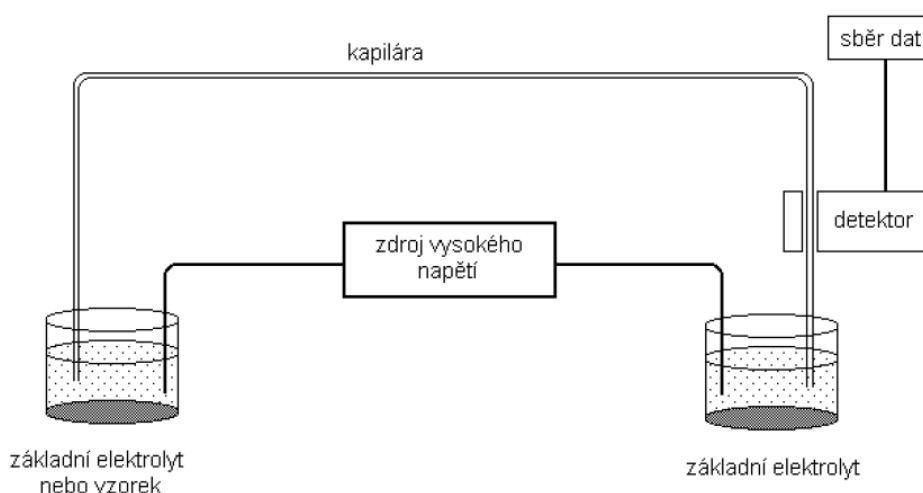 sběr dat
kapilára
detektor
zdroj vysokého
napětí
základní elektrolyt
nebo vzorek
základní elektrolyt